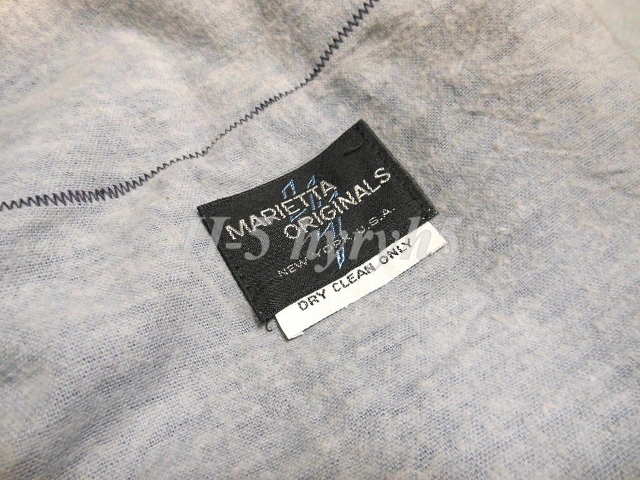 MARIETTA
ORIGINALS
NEW YORK, U.S.A.
DRY CLEAN ONLY